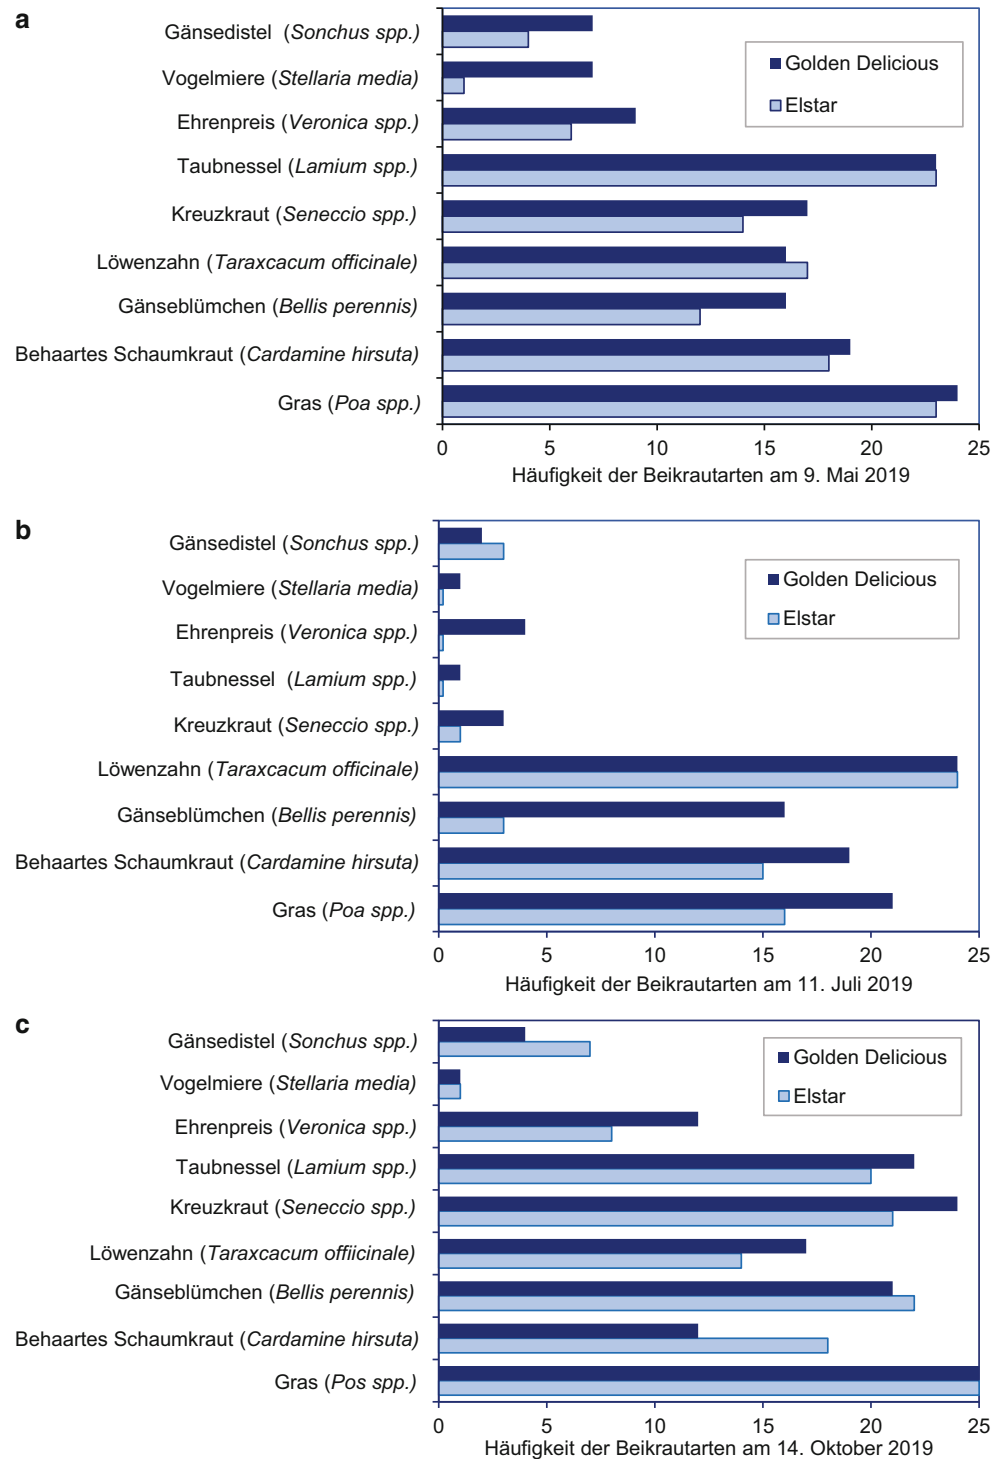 a
Gänsedistel (Sonchus spp.)
Vogelmiere (Stellaria media)
Ehrenpreis (Veronica spp.)
Taubnessel (Lamium spp.)
Kreuzkraut (Seneccio spp.)
Löwenzahn (Taraxcacum officinale)
Gänseblümchen (Bellis perennis)
Behaartes Schaumkraut (Cardamine hirsuta)
Gras (Poa spp.)
Golden Delicious
Elstar
0 5 10 15 20 25
Häufigkeit der Beikrautarten am 9. Mai 2019
b
Gänsedistel (Sonchus spp.)
Vogelmiere (Stellaria media)
Ehrenpreis (Veronica spp.)
Taubnessel (Lamium spp.)
Kreuzkraut (Seneccio spp.)
Löwenzahn (Taraxcacum officinale)
Gänseblümchen (Bellis perennis)
Behaartes Schaumkraut (Cardamine hirsuta)
Gras (Poa spp.)
Golden Delicious
Elstar
0 5 10 15 20 25
Häufigkeit der Beikrautarten am 11. Juli 2019
c
Gänsedistel (Sonchus spp.)
Vogelmiere (Stellaria media)
Ehrenpreis (Veronica spp.)
Taubnessel (Lamium spp.)
Kreuzkraut (Seneccio spp.)
Löwenzahn (Taraxcacum offiicinale)
Gänseblümchen (Bellis perennis)
Behaartes Schaumkraut (Cardamine hirsuta)
Gras (Pos spp.)
Golden Delicious
Elstar
0 5 10 15 20 25
Häufigkeit der Beikrautarten am 14. Oktober 2019